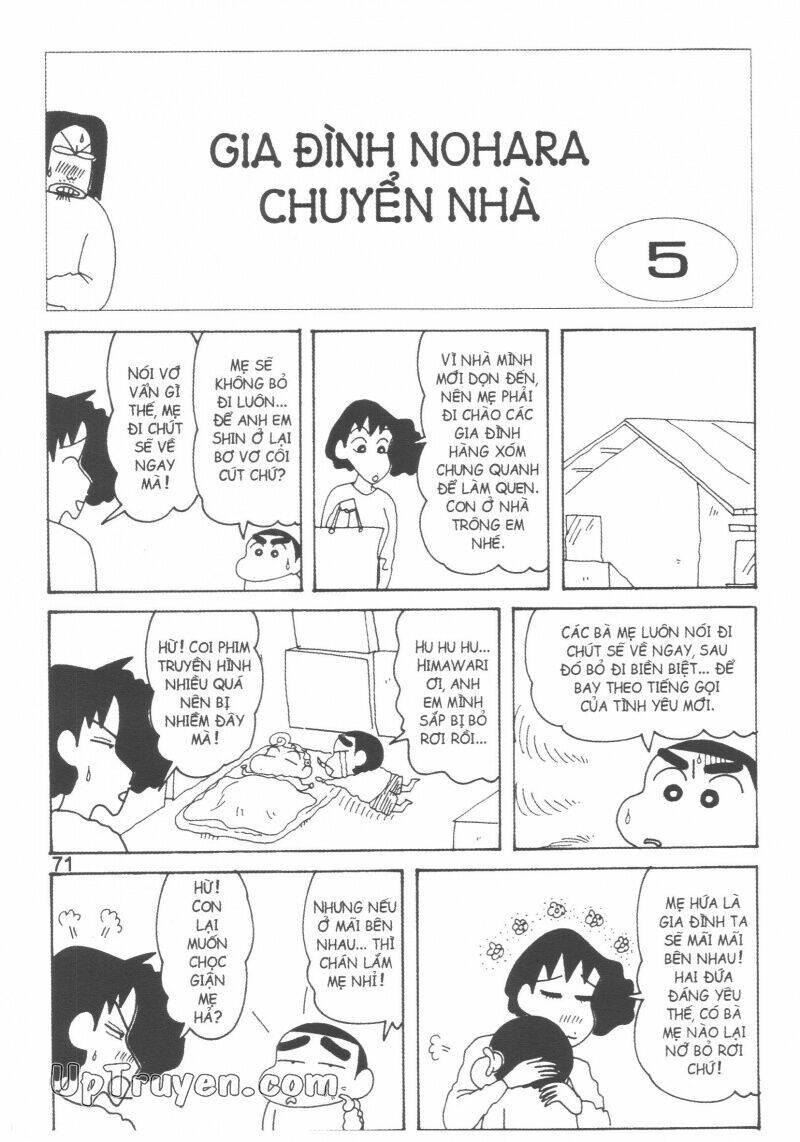 GIA ĐÌNH NOHARA
CHUYỂN NHÀ
5
VÌ NHÀ MÌNH
MỚI DỌN ĐẾN,
NÊN MẸ PHẢI
ĐI CHÀO CÁC
GIA ĐÌNH
HÀNG XÓM
CHUNG QUANH
ĐỂ LÀM QUEN.
CON Ở NHÀ
TRÔNG EM
NHÉ.
MẸ SẼ
KHÔNG BỎ
ĐI LUÔN...
ĐỂ ANH EM
SHIN Ở LẠI
BƠ VƠ CÔI
CÚT CHỨ?
NÓI VỚ
VẨN GÌ
THẾ, MẸ
ĐI CHÚT
SẼ VỀ
NGAY
MÀ!
CÁC BÀ MẸ LUÔN NÓI ĐI
CHÚT SẼ VỀ NGAY, SAU
ĐÓ BỎ ĐI BIỀN BIỆT... ĐỂ
BAY THEO TIẾNG GỌI
CỦA TÌNH YÊU MỚI.
HU HU HU...
HIMAWARI
ƠI, ANH
EM MÌNH
SẮP BỊ BỎ
RƠI RỒI...
HỪ! COI PHIM
TRUYỀN HÌNH
NHIỀU QUÁ
NÊN BỊ
NHIỄM ĐÂY
MÀ!
71
MẸ HỨA LÀ
GIA ĐÌNH TA
SẼ MÃI MÃI
BÊN NHAU!
HAI ĐỨA
ĐÁNG YÊU
THẾ, CÓ BÀ
MẸ NÀO LẠI
NỠ BỎ RƠI
CHỨ!
NHƯNG NẾU
Ở MÃI BÊN
NHAU... THÌ
CHÁN LẮM
MẸ NHỈ!
HỪ!
CON
LẠI
MUỐN
CHỌC
GIẬN
MẸ
HẢ?
UpTruyen.com